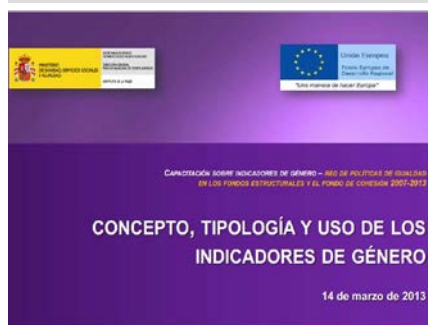 MINISTERIO
DE SANIDAD, SERVICIOS SOCIALES
E IGUALDAD
Unión Europea
Fondo Europeo de
Desarrollo Regional
"Una manera de hacer Europa"
CAPACITACIÓN SOBRE INDICADORES DE GÉNERO – RED DE POLÍTICAS DE IGUALDAD
EN LOS FONDOS ESTRUCTURALES Y EL FONDO DE COHESIÓN 2007-2013
CONCEPTO, TIPOLOGÍA Y USO DE LOS
INDICADORES DE GÉNERO
14 de marzo de 2013